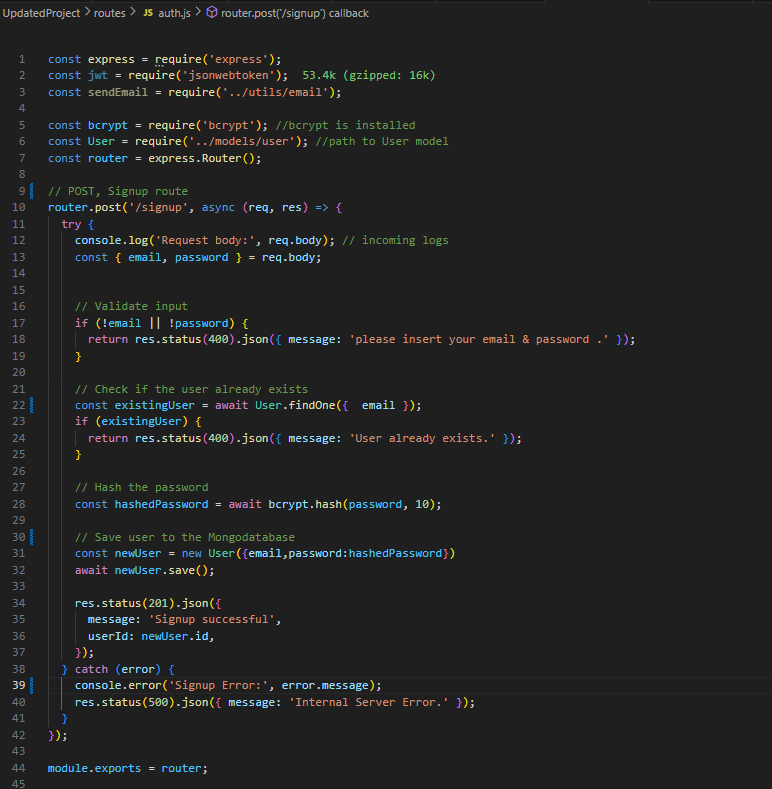 UpdatedProject > routes > JS auth.js > router.post('/signup') callback
1 const express = require('express');
2 const jwt = require('jsonwebtoken'); 53.4k (gzipped: 16k)
3 const sendEmail = require('../utils/email');
4
5 const bcrypt = require('bcrypt'); //bcrypt is installed
6 const User = require('../models/user'); //path to User model
7 const router = express.Router();
8
9 // POST, Signup route
10 router.post('/signup', async (req, res) => {
11   try {
12     console.log('Request body:', req.body); // incoming logs
13     const { email, password } = req.body;
14
15
16     // Validate input
17     if (!email || !password) {
18       return res.status(400).json({ message: 'please insert your email & password .' });
19     }
20
21     // Check if the user already exists
22     const existingUser = await User.findOne({  email });
23     if (existingUser) {
24       return res.status(400).json({ message: 'User already exists.' });
25     }
26
27     // Hash the password
28     const hashedPassword = await bcrypt.hash(password, 10);
29
30     // Save user to the Mongodatabase
31     const newUser = new User({email,password:hashedPassword})
32     await newUser.save();
33
34     res.status(201).json({
35       message: 'Signup successful',
36       userId: newUser.id,
37     });
38   } catch (error) {
39     console.error('Signup Error:', error.message);
40     res.status(500).json({ message: 'Internal Server Error.' });
41   }
42 });
43
44 module.exports = router;
45